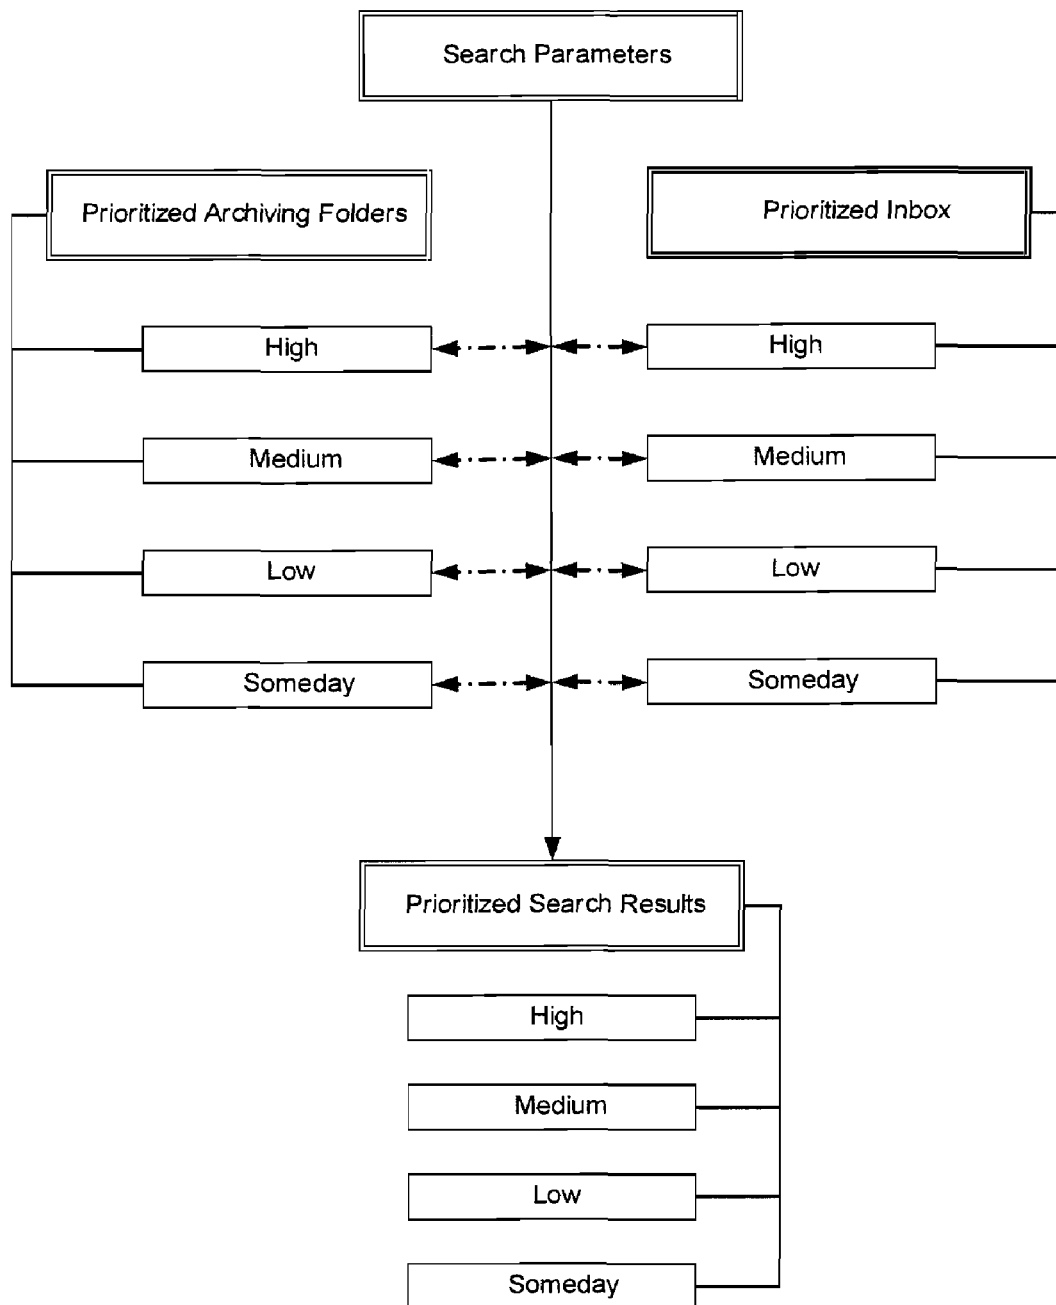 Search Parameters
Prioritized Archiving Folders
Prioritized Inbox
High
High
Medium
Medium
Low
Low
Someday
Someday
Prioritized Search Results
High
Medium
Low
Someday